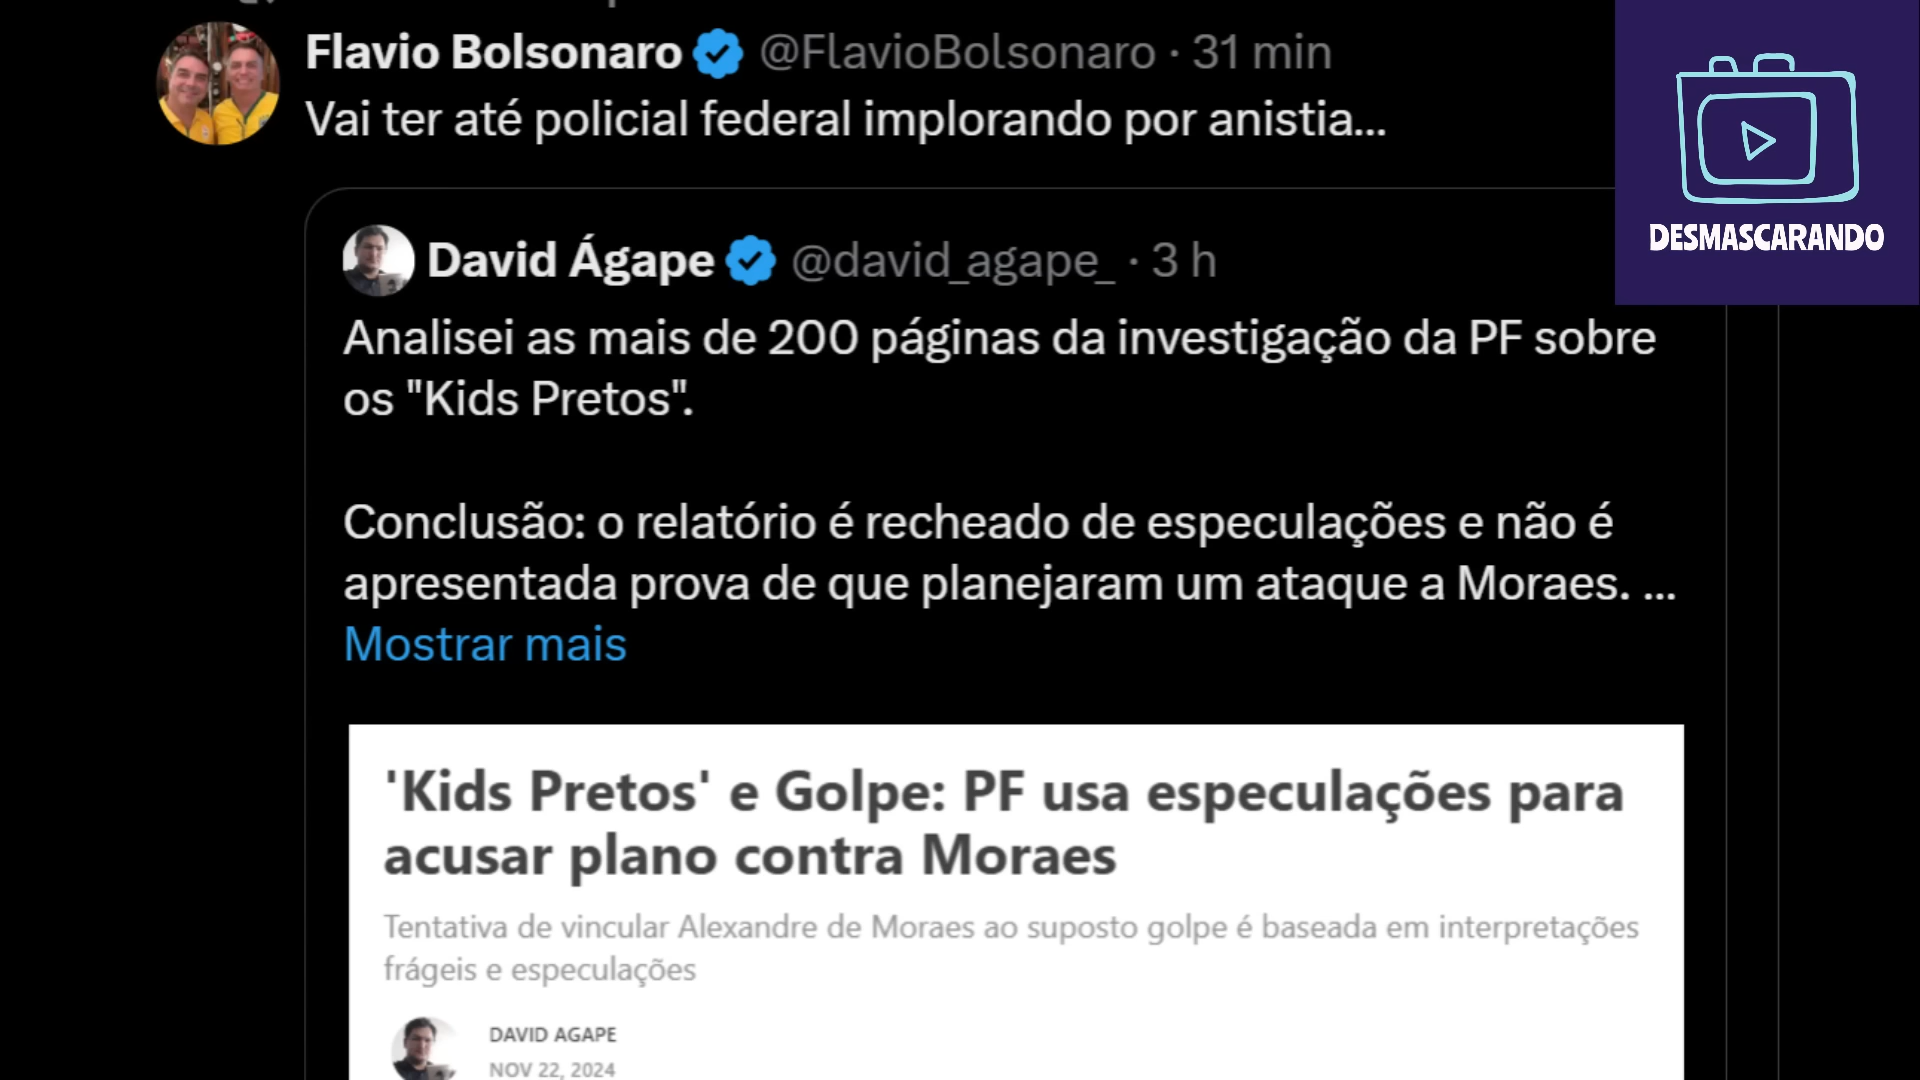 Flavio Bolsonaro @FlavioBolsonaro · 31 min
Vai ter até policial federal implorando por anistia...
DESMASCARANDO
David Ágape @david_agape_ · 3 h
Analisei as mais de 200 páginas da investigação da PF sobre
os "Kids Pretos".
Conclusão: o relatório é recheado de especulações e não é
apresentada prova de que planejaram um ataque a Moraes. ...
Mostrar mais
'Kids Pretos' e Golpe: PF usa especulações para
acusar plano contra Moraes
Tentativa de vincular Alexandre de Moraes ao suposto golpe é baseada em interpretações
frágeis e especulações
DAVID AGAPE
NOV 22, 2024